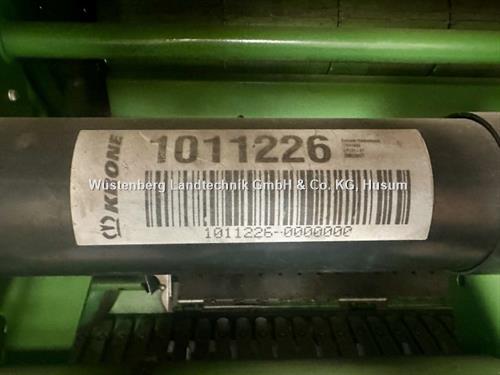 KRONE
1011226
Wüstenberg Landtechnik GmbH & Co. KG, Husum
1011226-0000000